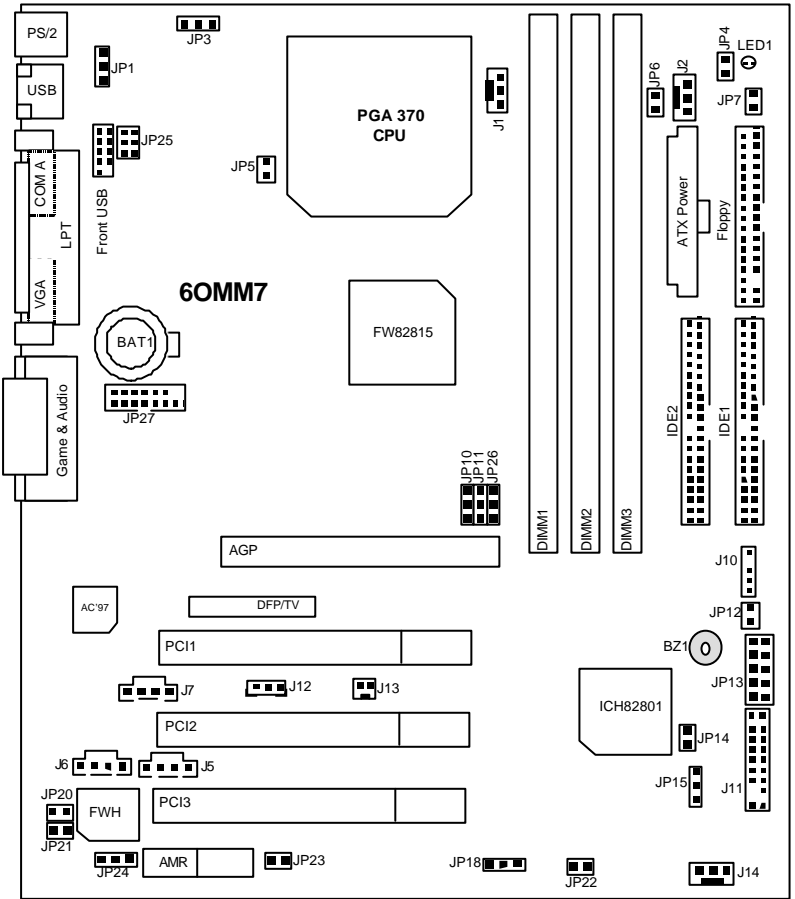 PS/2
JP3
JP4
LED1
USB
JP1
JP6
J2
JP7
J1
PGA 370
CPU
JP25
JP5
COM A
LPT
Front USB
ATX Power
Floppy
VGA
6OMM7
BAT1
FW82815
JP27
Game & Audio
IDE2
IDE1
JP10
JP11
JP26
DIMM1
DIMM2
DIMM3
AGP
J10
AC'97
DFP/TV
JP12
PCI1
BZ1
J7
J12
J13
JP13
ICH82801
PCI2
JP14
J6
J5
JP15
J11
JP20
FWH
PCI3
JP21
JP24
AMR
JP23
JP18
JP22
J14